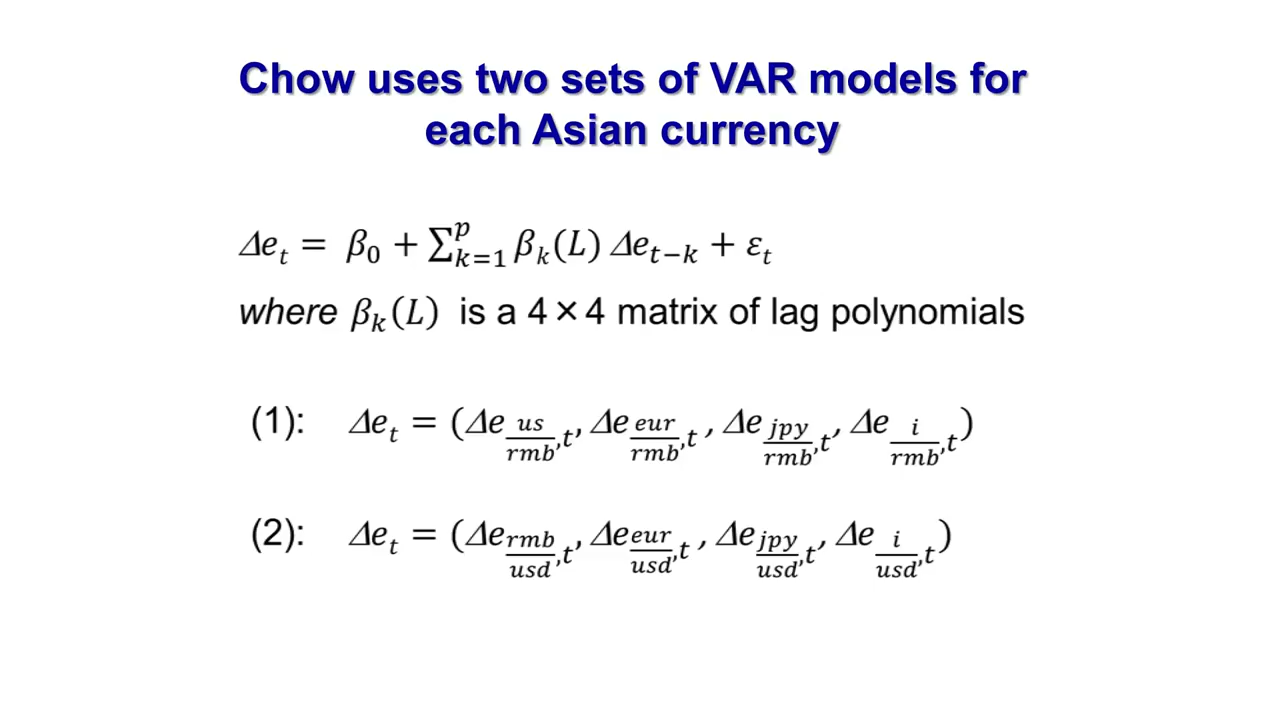 Chow uses two sets of VAR models for
each Asian currency
𝛥e_t = β_0 + ∑_{k=1}^{p} β_k(L) 𝛥e_{t−k} + ε_t
where β_k(L) is a 4×4 matrix of lag polynomials
(1): 𝛥e_t = (𝛥e_{us/rmb,t}, 𝛥e_{eur/rmb,t}, 𝛥e_{jpy/rmb,t}, 𝛥e_{i/rmb,t})
(2): 𝛥e_t = (𝛥e_{rmb/usd,t}, 𝛥e_{eur/usd,t}, 𝛥e_{jpy/usd,t}, 𝛥e_{i/usd,t})